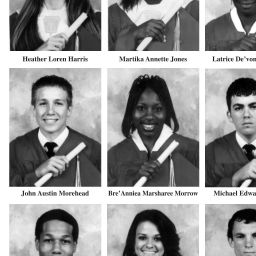 Heather Loren Harris
Martika Annette Jones
Latrice De'von
John Austin Morehead
Bre'Anniea Marsharee Morrow
Michael Edwa